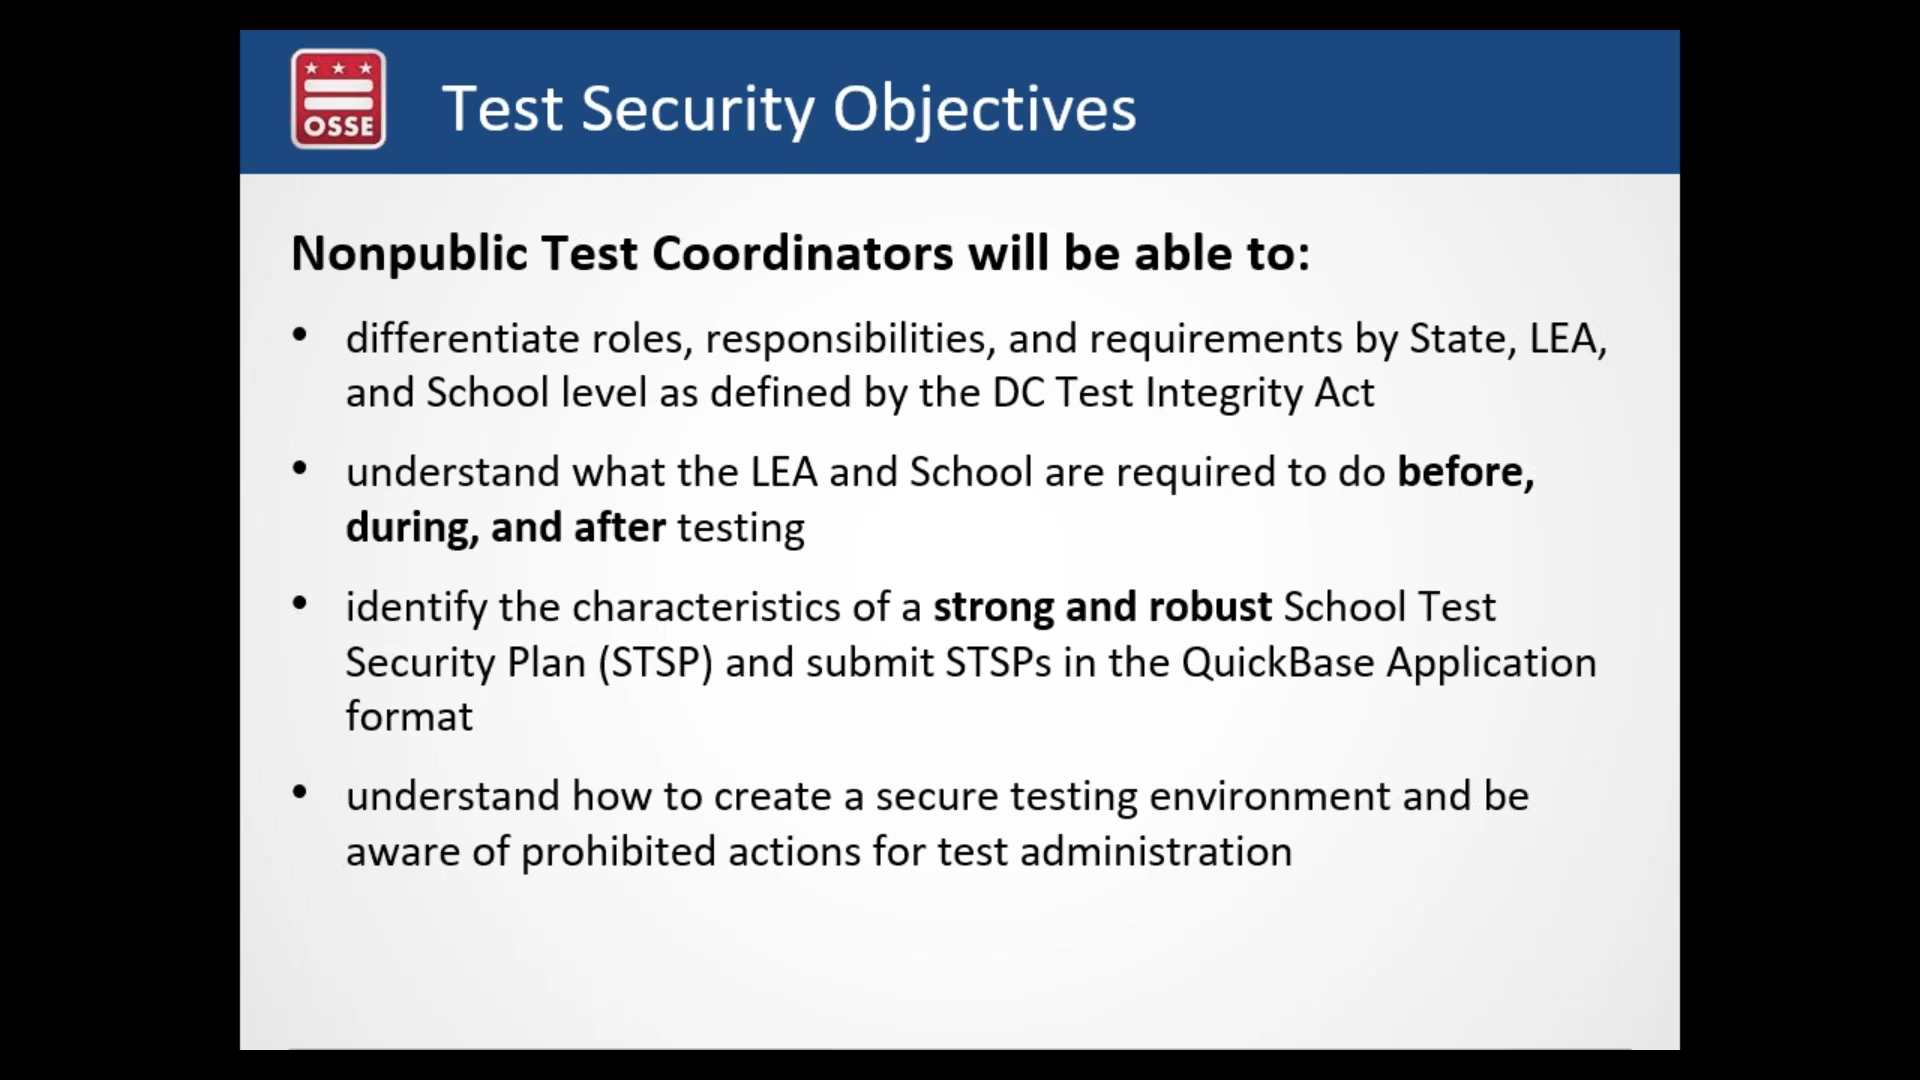 OSSE
Test Security Objectives
Nonpublic Test Coordinators will be able to:
• differentiate roles, responsibilities, and requirements by State, LEA,
and School level as defined by the DC Test Integrity Act
• understand what the LEA and School are required to do before,
during, and after testing
• identify the characteristics of a strong and robust School Test
Security Plan (STSP) and submit STSPs in the QuickBase Application
format
• understand how to create a secure testing environment and be
aware of prohibited actions for test administration